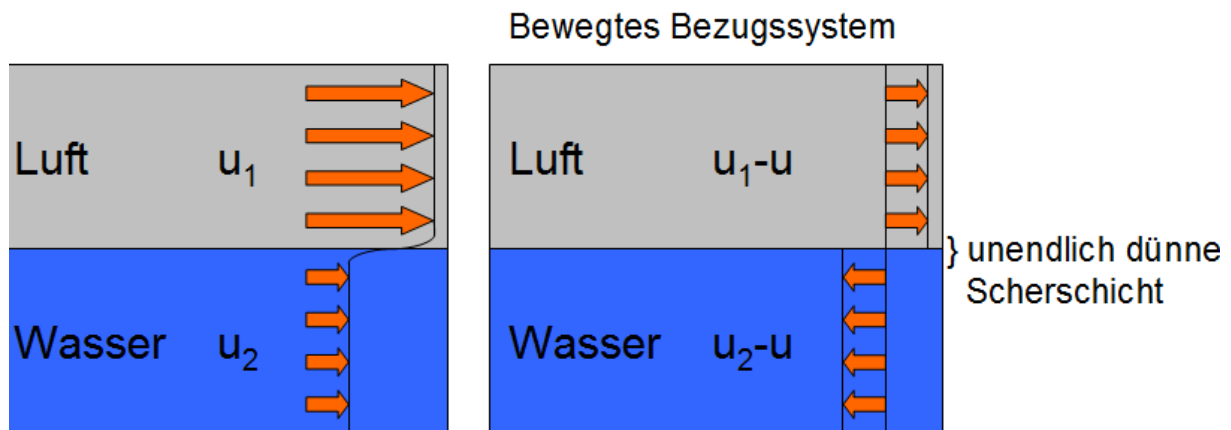 Bewegtes Bezugssystem
Luft u₁
Wasser u₂
Luft u₁-u
Wasser u₂-u
} unendlich dünne
Scherschicht